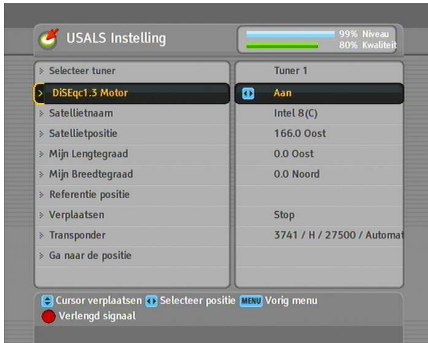 USALS Instelling
99% Niveau
80% Kwaliteit
Selecteer tuner Tuner 1
DiSEqc1.3 Motor Aan
Satellietnaam Intel 8(C)
Satellietpositie 166.0 Oost
Mijn Lengtegraad 0.0 Oost
Mijn Breedtegraad 0.0 Noord
Referentie positie
Verplaatsen Stop
Transponder 3741 / H / 27500 / Automat
Ga naar de positie
Cursor verplaatsen Selecteer positie MENU Vorig menu
Verlengd signaal